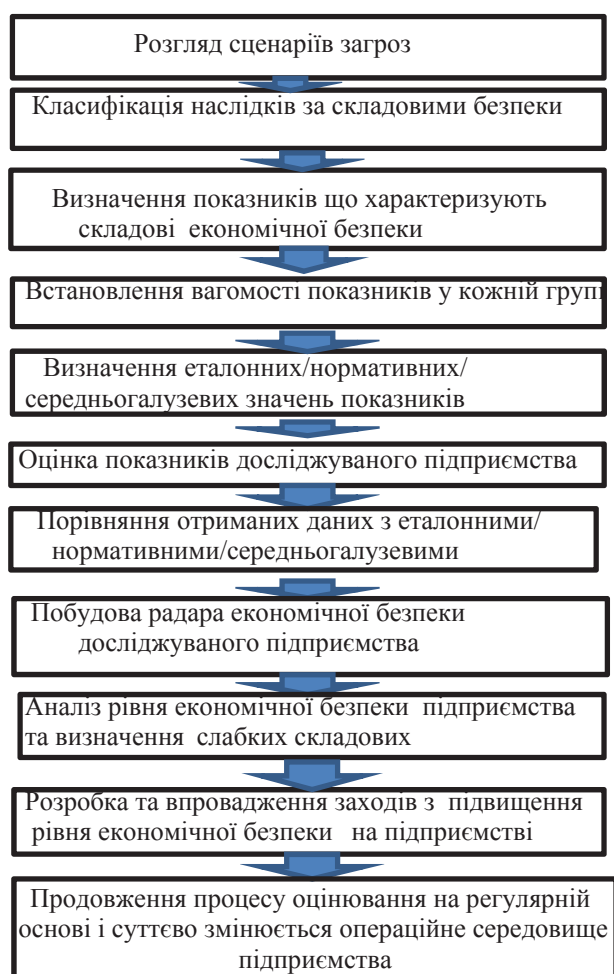 Розгляд сценаріїв загроз
Класифікація наслідків за складовими безпеки
Визначення показників що характеризують
складові економічної безпеки
Встановлення вагомості показників у кожній групі
Визначення еталонних/нормативних/
середньогалузевих значень показників
Оцінка показників досліджуваного підприємства
Порівняння отриманих даних з еталонними/
нормативними/середньогалузевими
Побудова радара економічної безпеки
досліджуваного підприємства
Аналіз рівня економічної безпеки підприємства
та визначення слабких складових
Розробка та впровадження заходів з підвищення
рівня економічної безпеки на підприємстві
Продовження процесу оцінювання на регулярній
основі і суттєво змінюється операційне середовище
підприємства